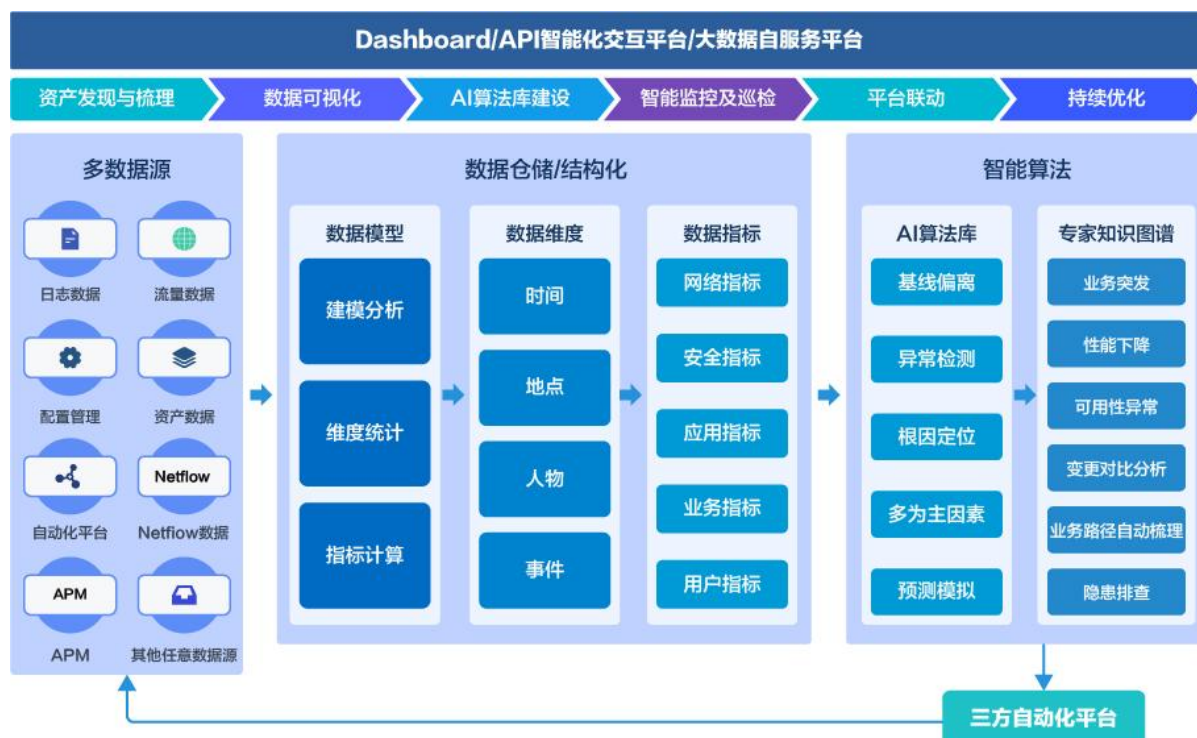 Dashboard/API智能化交互平台/大数据自服务平台
资产发现与梳理
数据可视化
AI算法库建设
智能监控及巡检
平台联动
持续优化
多数据源
日志数据
流量数据
配置管理
资产数据
Netflow
自动化平台
Netfiow数据
APM
APM
其他任意数据源
数据仓储/结构化
数据模型
建模分析
维度统计
指标计算
数据维度
时间
地点
人物
事件
数据指标
网络指标
安全指标
应用指标
业务指标
用户指标
智能算法
AI算法库
基线偏离
异常检测
根因定位
多为主因素
预测模拟
专家知识图谱
业务突发
性能下降
可用性异常
变更对比分析
业务路径自动梳理
隐患排查
三方自动化平台